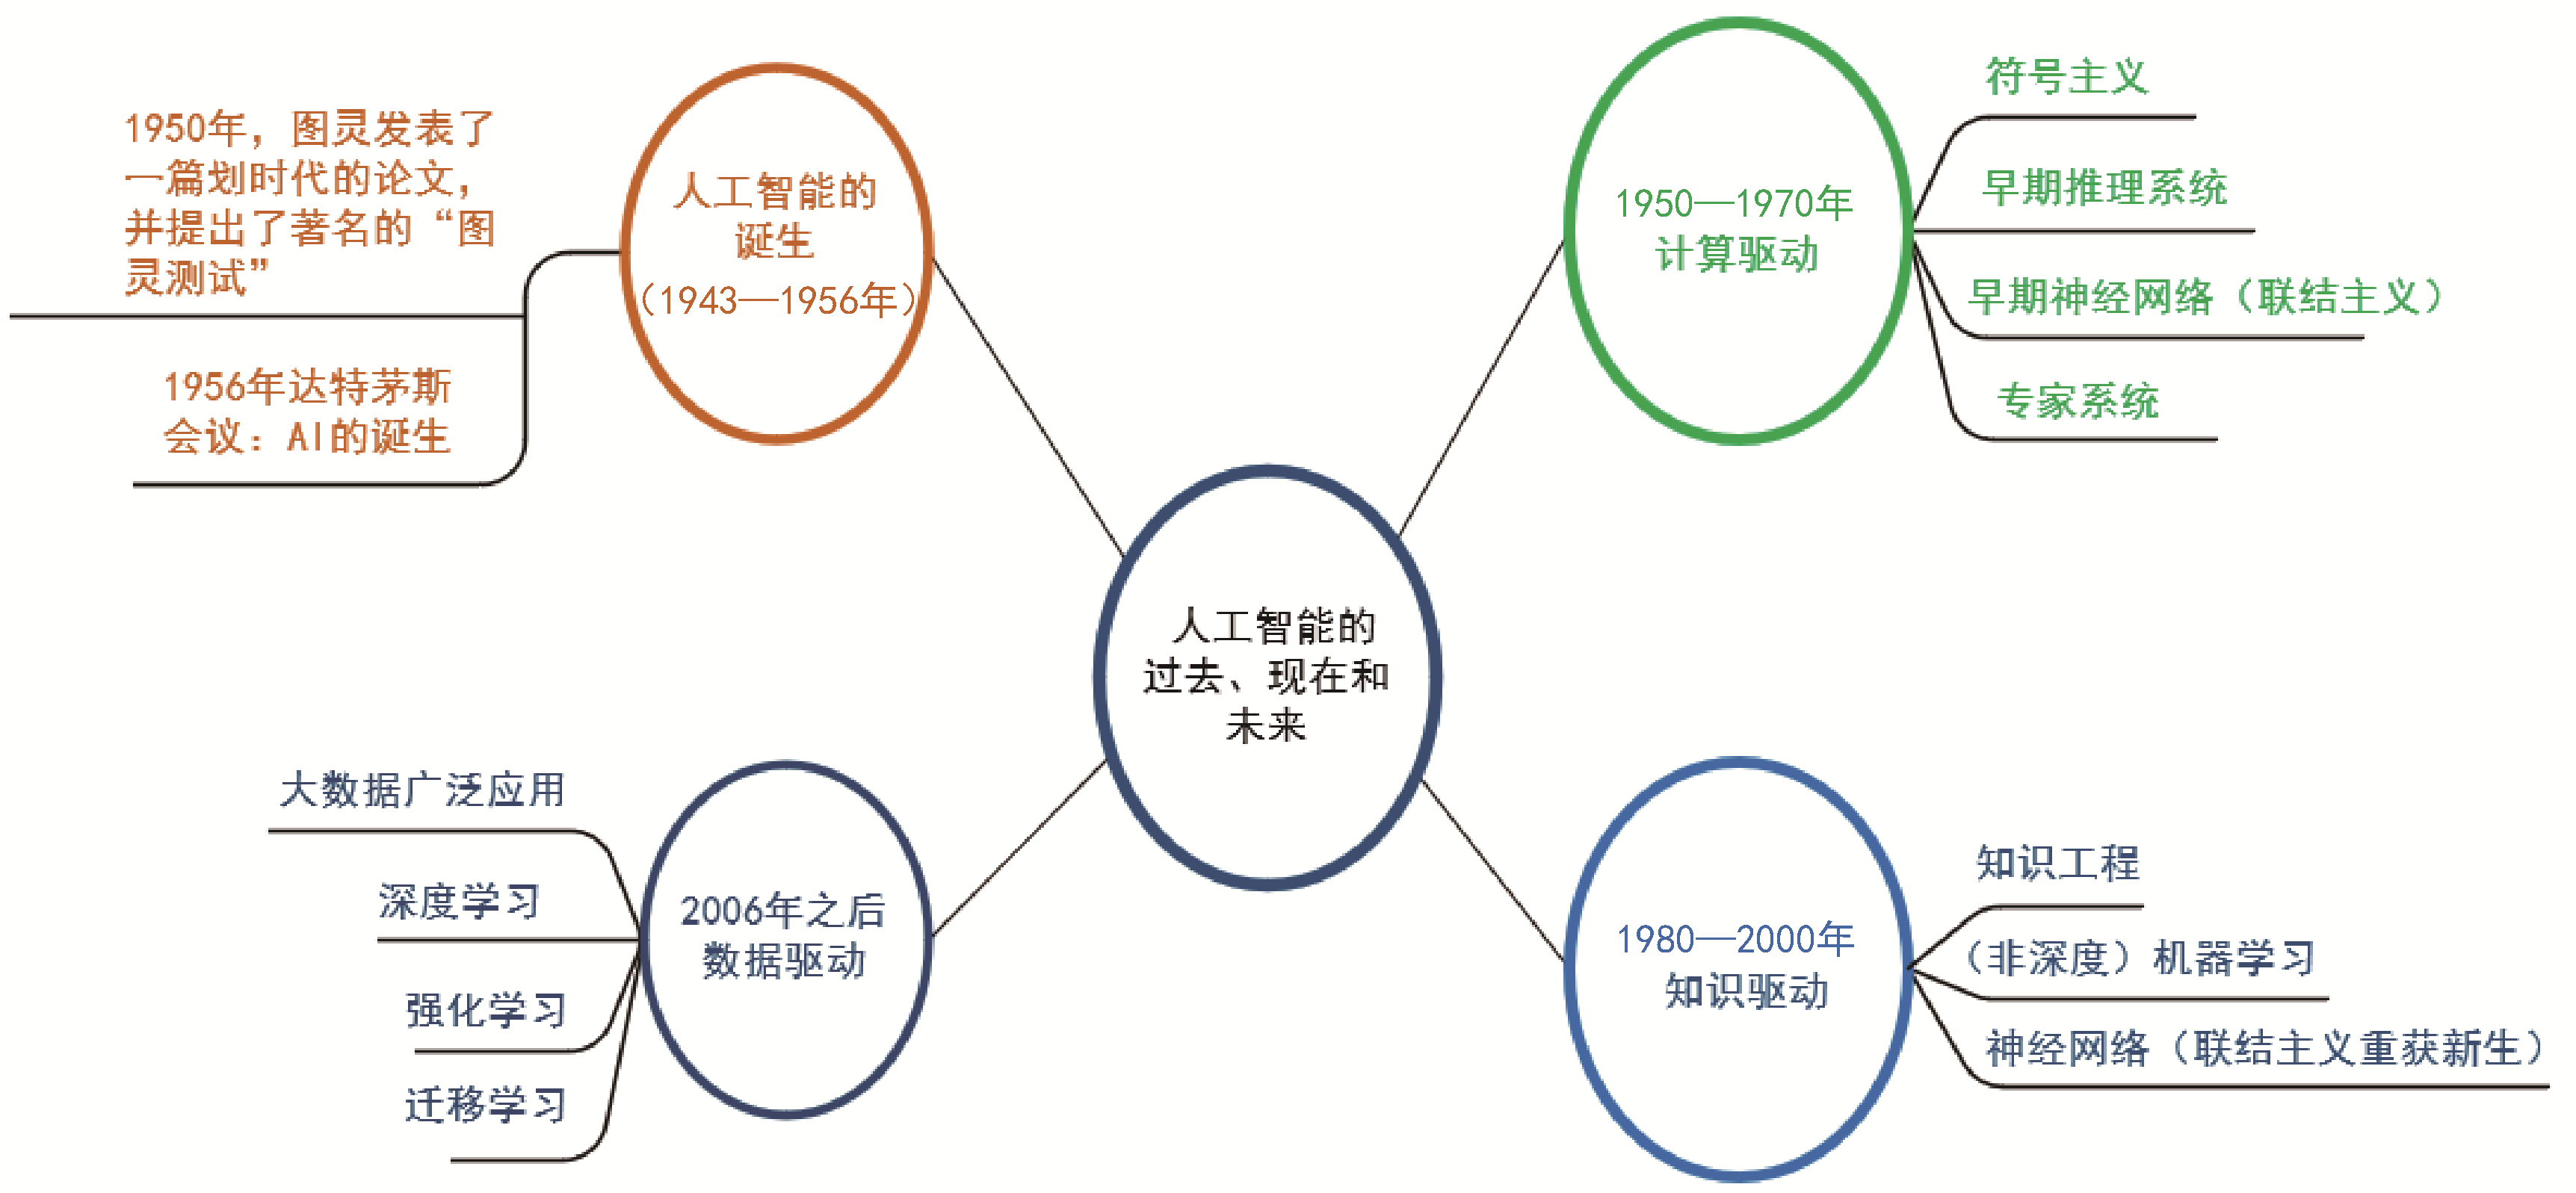 1950年，图灵发表了
一篇划时代的论文，
并提出了著名的“图
灵测试”
1956年达特茅斯
会议：AI的诞生
人工智能的
诞生
（1943—1956年）
1950—1970年
计算驱动
符号主义
早期推理系统
早期神经网络（联结主义）
专家系统
人工智能的
过去、现在和
未来
大数据广泛应用
深度学习
强化学习
迁移学习
2006年之后
数据驱动
1980—2000年
知识驱动
知识工程
（非深度）机器学习
神经网络（联结主义重获新生）